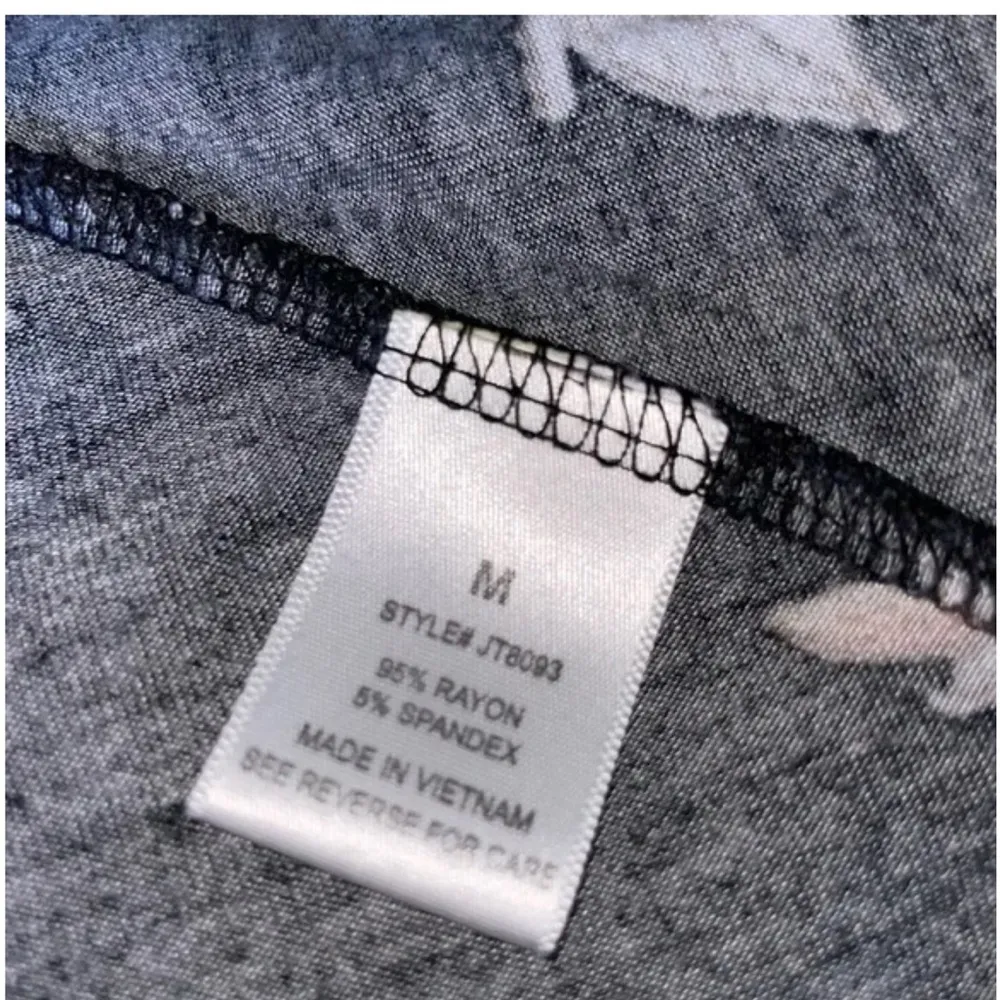 M
STYLE# JT8093
95% RAYON
5% SPANDEX
MADE IN VIETNAM
SEE REVERSE FOR CARE